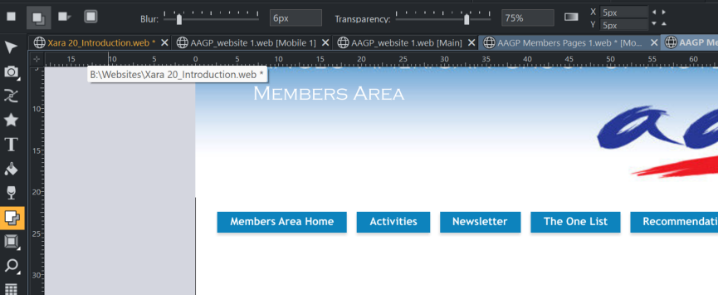 Blur: 6px Transparency: 75% X 5px
Y 5px
Xara 20_Introduction.web * AAGP_website 1.web [Mobile 1] AAGP_website 1.web [Main] AAGP Members Pages 1.web * [Mo... AAGP Me
15 10 5 0 5 10 15 20 25 30 35 40 45 50 55 60
B:\Websites\Xara 20_Introduction.web *
10
MEMBERS AREA
aa
15
20
Members Area Home Activities Newsletter The One List Recommendati
25
30